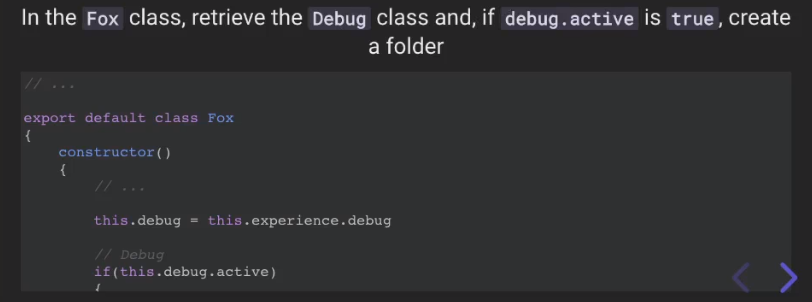 In the Fox class, retrieve the Debug class and, if debug.active is true, create
a folder
// ...
export default class Fox
{
    constructor()
    {
        // ...
        this.debug = this.experience.debug
        // Debug
        if(this.debug.active)
        {